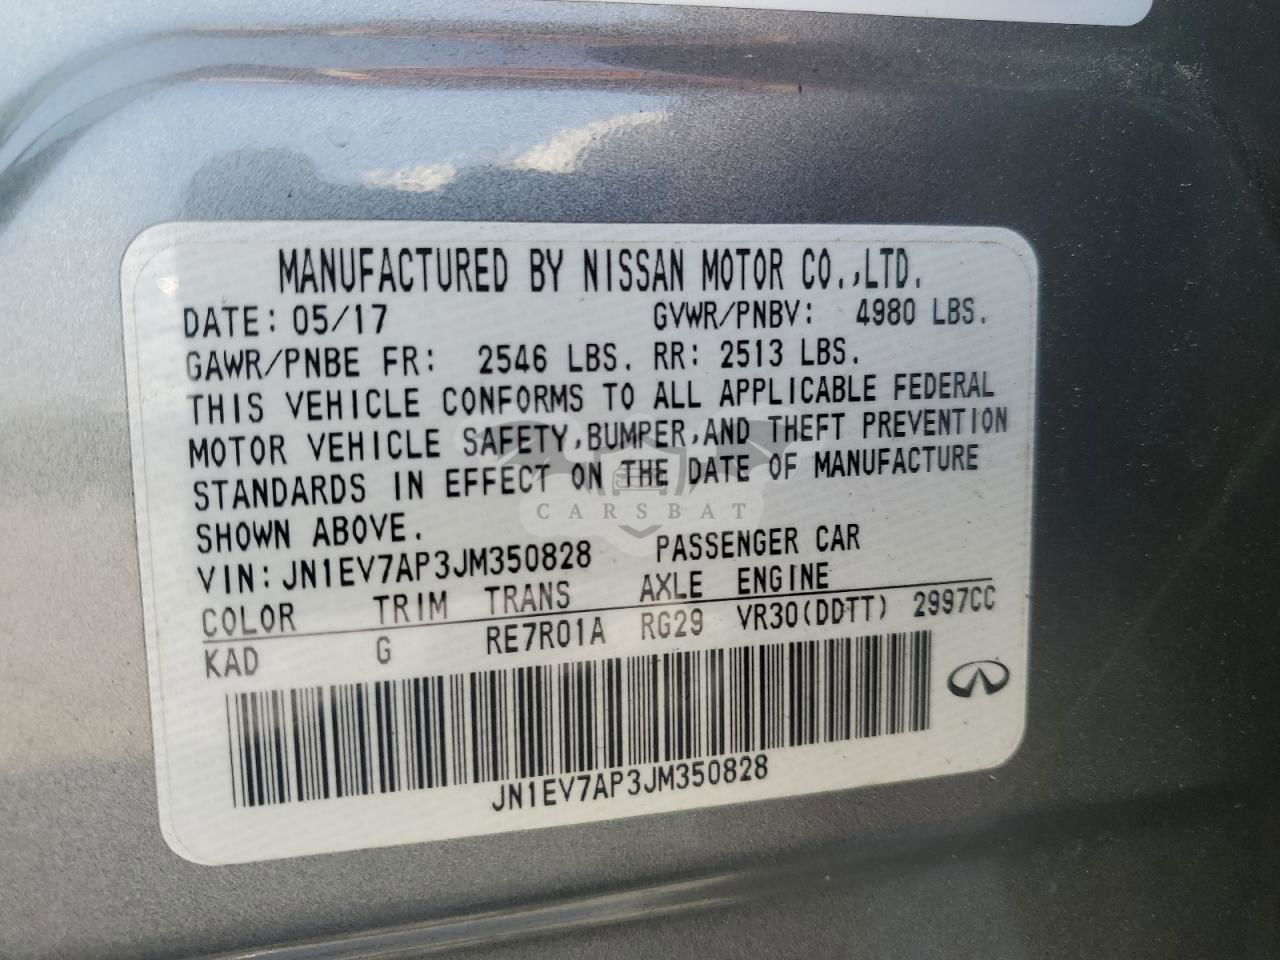 MANUFACTURED BY NISSAN MOTOR CO.,LTD.
DATE: 05/17 GVWR/PNBV: 4980 LBS.
GAWR/PNBE FR: 2546 LBS. RR: 2513 LBS.
THIS VEHICLE CONFORMS TO ALL APPLICABLE FEDERAL
MOTOR VEHICLE SAFETY,BUMPER,AND THEFT PREVENTION
STANDARDS IN EFFECT ON THE DATE OF MANUFACTURE
SHOWN ABOVE.
CARSBAT
VIN: JN1EV7AP3JM350828 PASSENGER CAR
COLOR TRIM TRANS AXLE ENGINE
KAD G RE7R01A RG29 VR30(DDTT) 2997CC
JN1EV7AP3JM350828